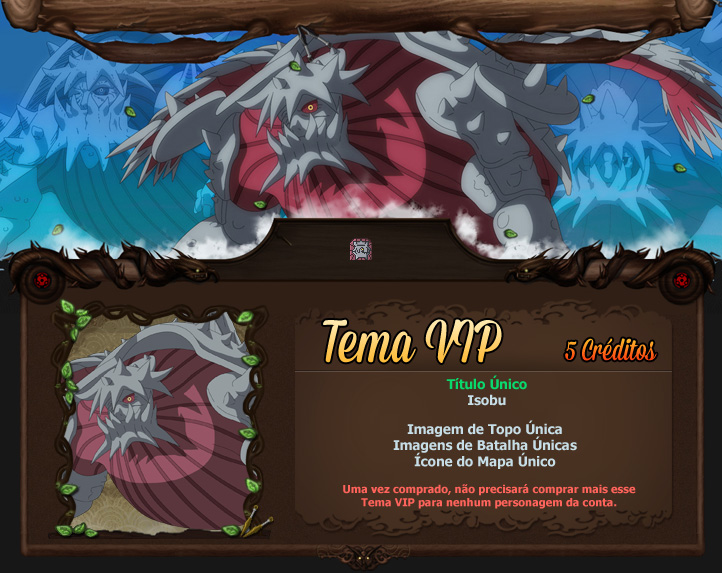 Tema VIP
5 Créditos
Título Único
Isobu
Imagem de Topo Única
Imagens de Batalha Únicas
Ícone do Mapa Único
Uma vez comprado, não precisará comprar mais esse
Tema VIP para nenhum personagem da conta.